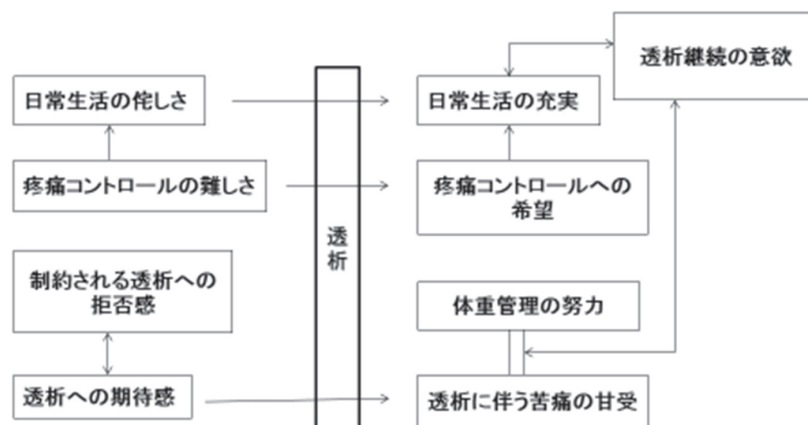 透析継続の意欲
日常生活の侘しさ
日常生活の充実
疼痛コントロールの難しさ
疼痛コントロールへの
希望
透析
制約される透析への
拒否感
体重管理の努力
透析への期待感
透析に伴う苦痛の甘受